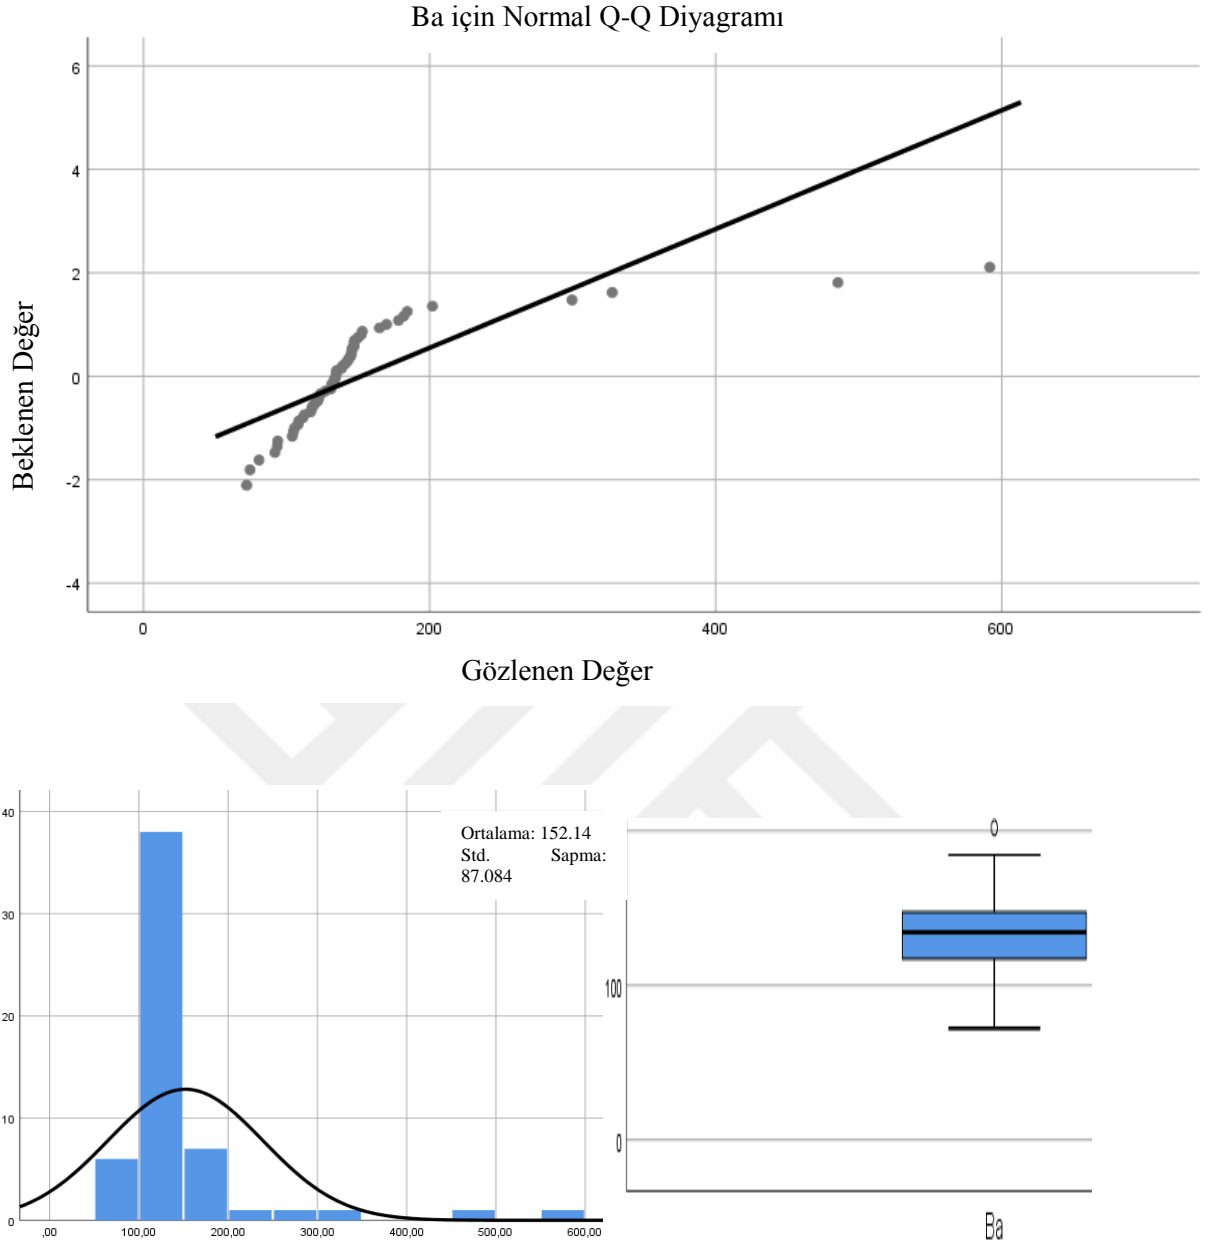 Ba için Normal Q-Q Diyagramı
6
4
2
0
-2
-4
Beklenen Değer
0 200 400 600
Gözlenen Değer
40
30
20
10
0
Ortalama: 152.14
Std. Sapma:
87.084
,00 100,00 200,00 300,00 400,00 500,00 600,00
100
0
Ba